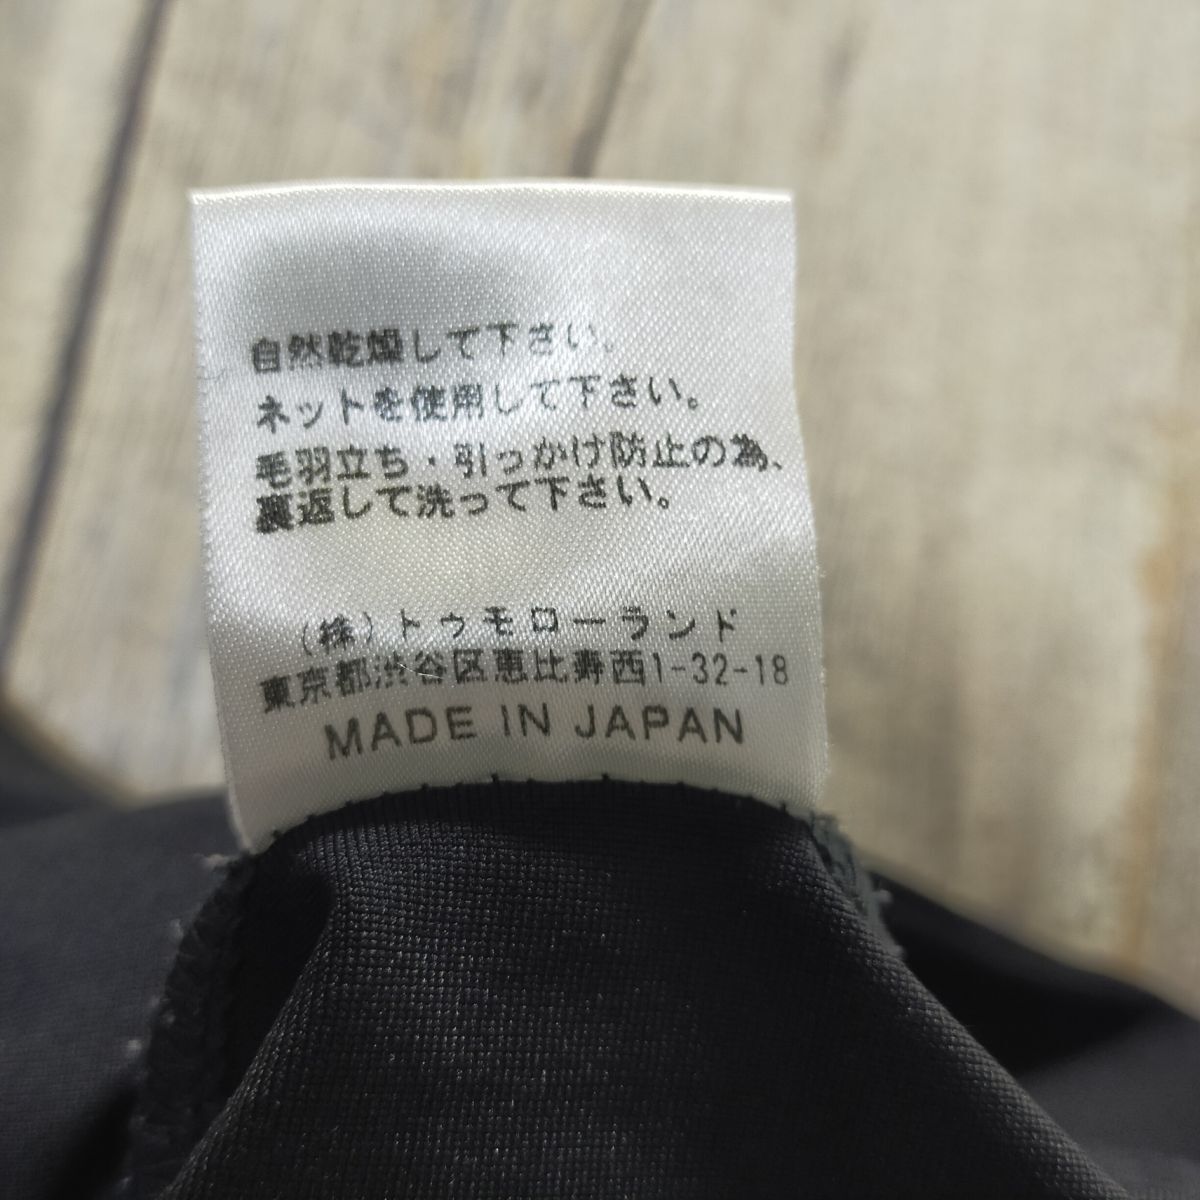 自然乾燥して下さい。
ネットを使用して下さい。
毛羽立ち・引っかけ防止の為、
裏返して洗って下さい。
(株)トゥモローランド
東京都渋谷区恵比寿西1-32-18
MADE IN JAPAN